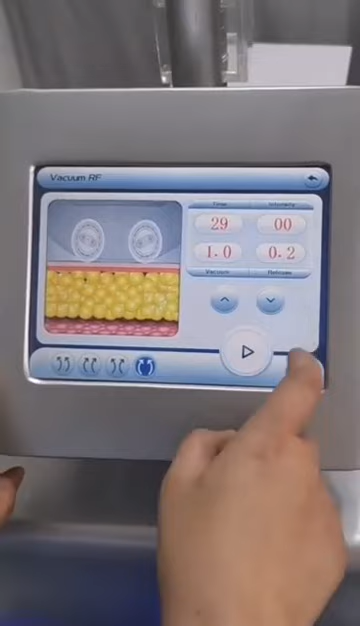 Vacuum RF
Time Intensity
29 00
1.0 0.2
Vacuum Release